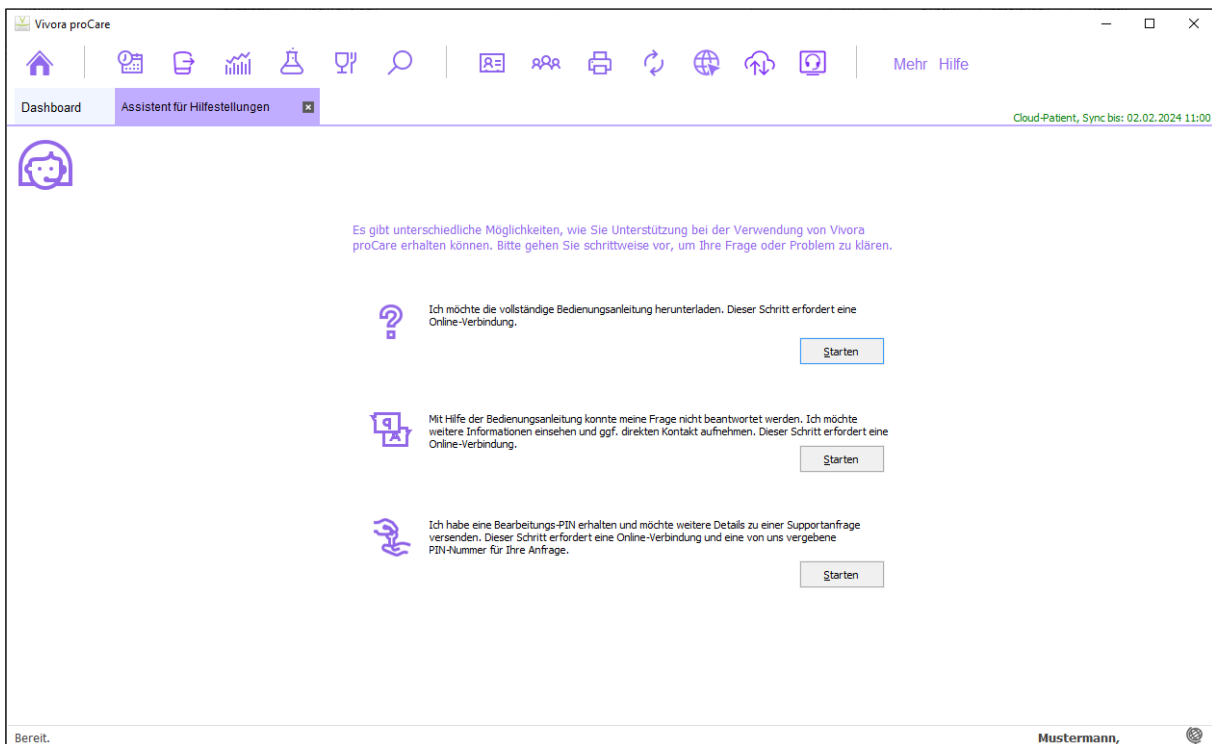 Vivora proCare
Mehr Hilfe
Dashboard
Assistent für Hilfestellungen
Cloud-Patient, Sync bis: 02.02.2024 11:00
Es gibt unterschiedliche Möglichkeiten, wie Sie Unterstützung bei der Verwendung von Vivora
proCare erhalten können. Bitte gehen Sie schrittweise vor, um Ihre Frage oder Problem zu klären.
Ich möchte die vollständige Bedienungsanleitung herunterladen. Dieser Schritt erfordert eine
Online-Verbindung.
Starten
Mit Hilfe der Bedienungsanleitung konnte meine Frage nicht beantwortet werden. Ich möchte
weitere Informationen einsehen und ggf. direkten Kontakt aufnehmen. Dieser Schritt erfordert eine
Online-Verbindung.
Starten
Ich habe eine Bearbeitungs-PIN erhalten und möchte weitere Details zu einer Supportanfrage
versenden. Dieser Schritt erfordert eine Online-Verbindung und eine von uns vergebene
PIN-Nummer für Ihre Anfrage.
Starten
Bereit.
Mustermann,